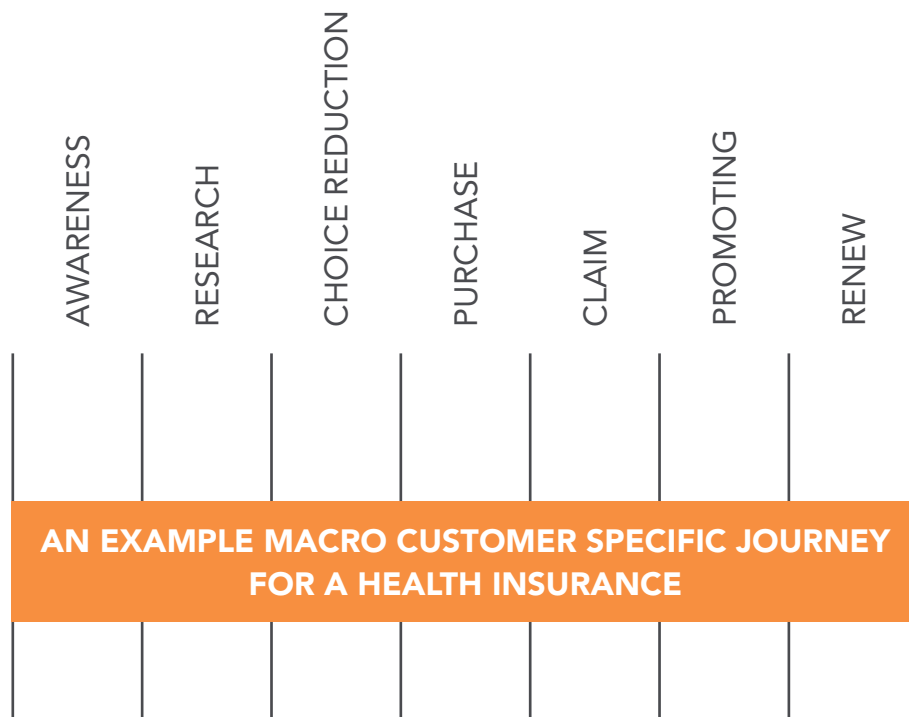 AWARENESS
RESEARCH
CHOICE REDUCTION
PURCHASE
CLAIM
PROMOTING
RENEW
AN EXAMPLE MACRO CUSTOMER SPECIFIC JOURNEY
FOR A HEALTH INSURANCE